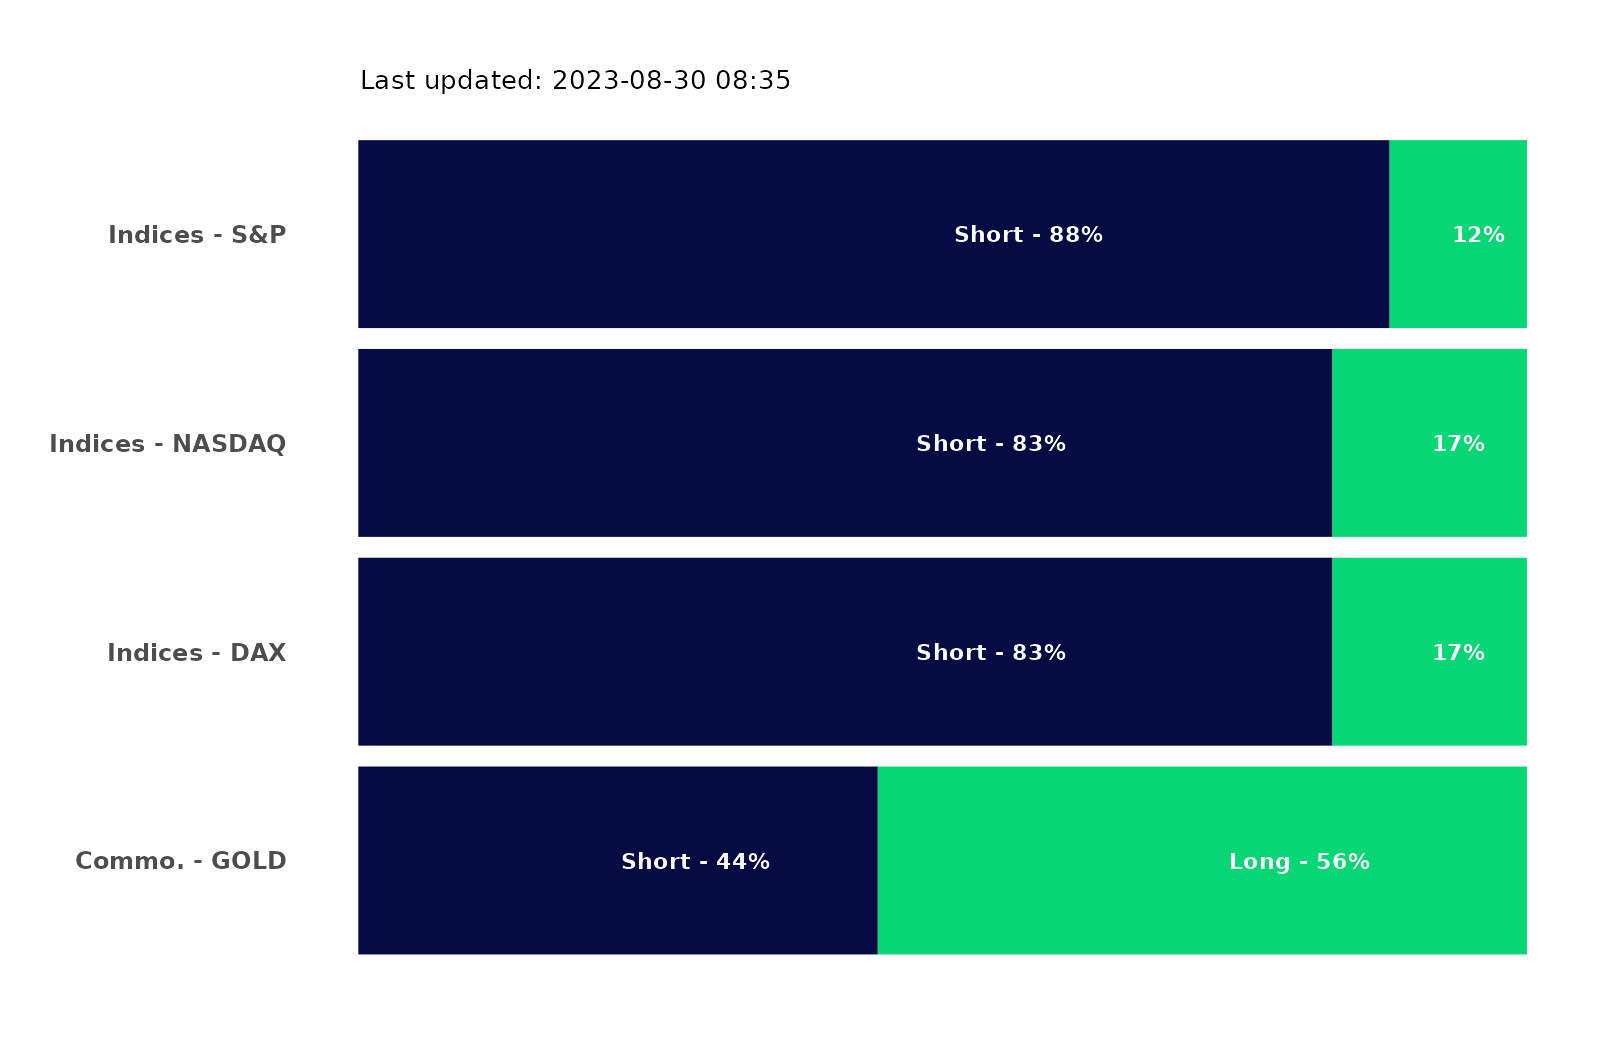 Last updated: 2023-08-30 08:35
Indices - S&P Short - 88% 12%
Indices - NASDAQ Short - 83% 17%
Indices - DAX Short - 83% 17%
Commo. - GOLD Short - 44% Long - 56%